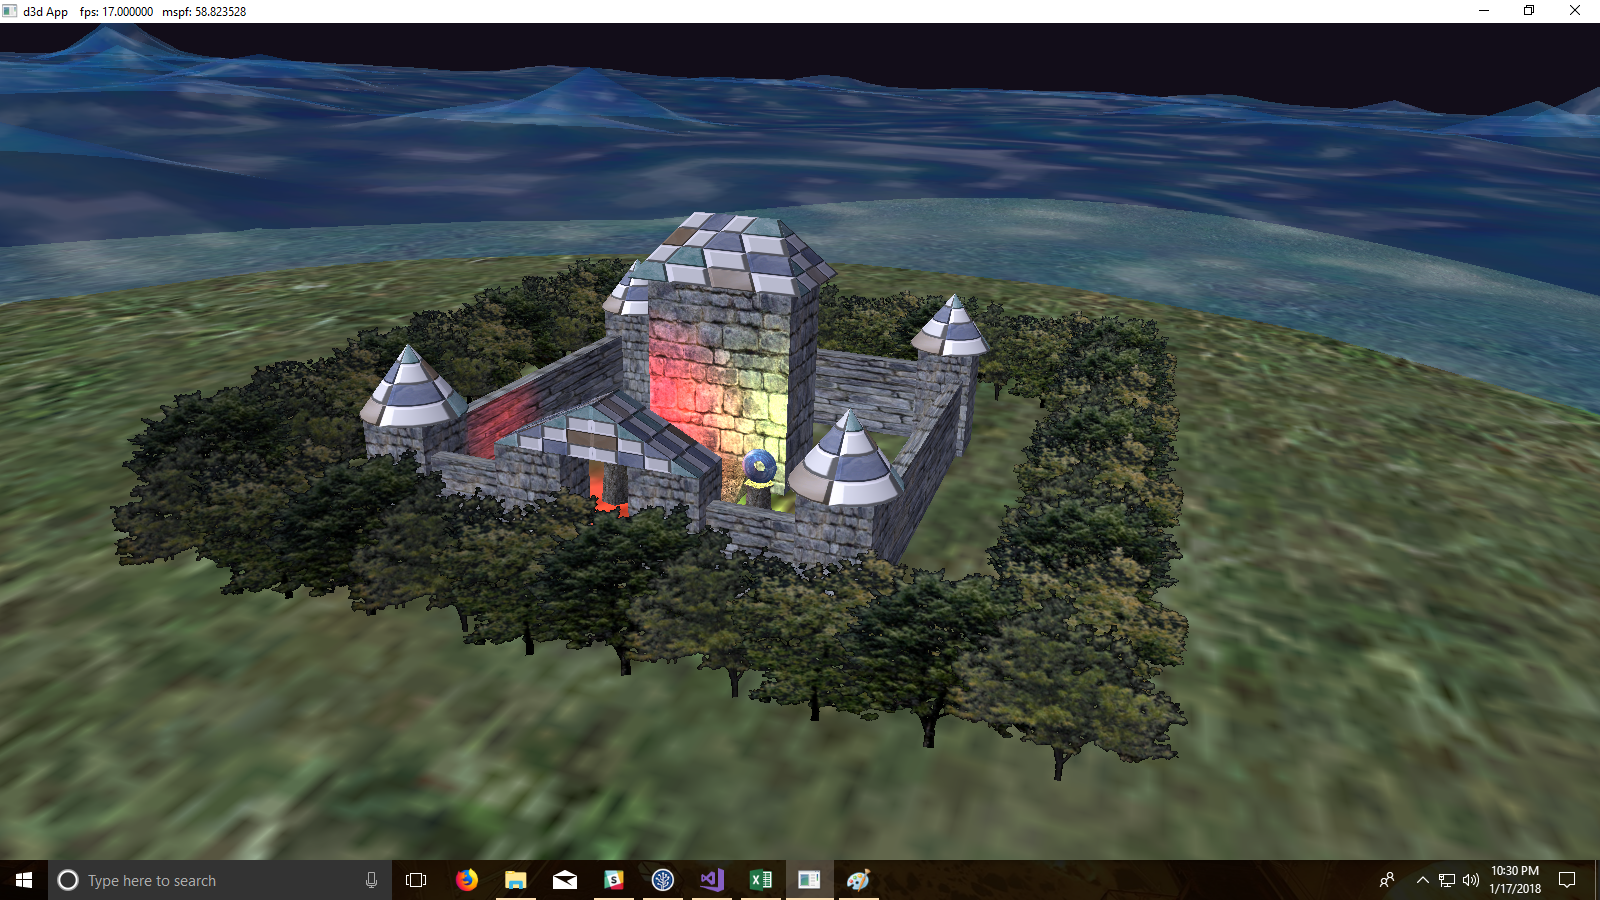 d3d App    fps: 17.000000   mspf: 58.823528
Type here to search
10:30 PM
1/17/2018